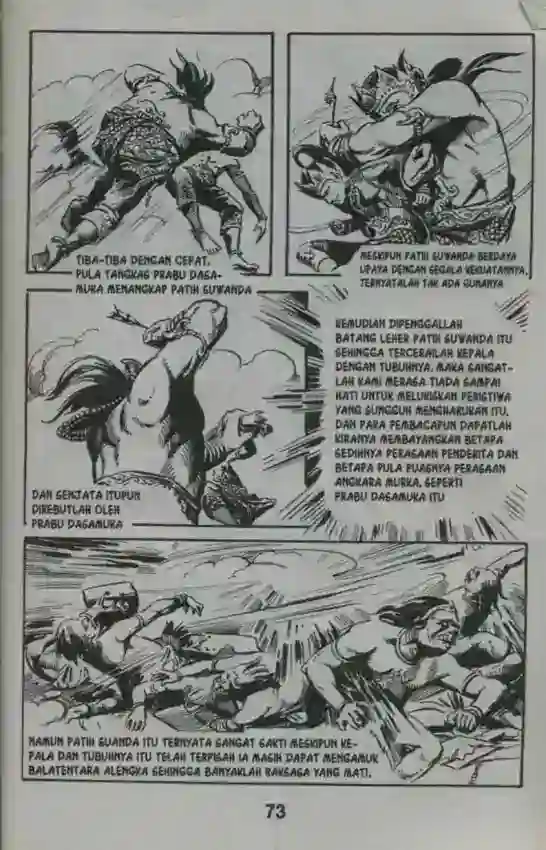 TIBA-TIBA DENGAN CEPAT,
PULA TANGKAS PRABU DASA-
MUKA MENANGKAP PATIH SUWANDA
MESKIPUN PATIH SUWANDA BERDAYA
UPAYA DENGAN SEGALA KEKUATANNYA,
TERNYATALAH TAK ADA GUNANYA
DAN SENJATA ITUPUN
DIREBUTLAH OLEH
PRABU DASAMUKA
KEMUDIAN DIPENGGALLAH
BATANG LEHER PATIH SUWANDA ITU
SEHINGGA TERCERAILAH KEPALA
DENGAN TUBUHNYA. MAKA SANGAT-
LAH KAMI MERASA TIADA SAMPAI
HATI UNTUK MELUKISKAN PERISTIWA
YANG SUNGGUH MENGHARUKAN ITU.
DAN PARA PEMBACAPUN DAPATLAH
KIRANYA MEMBAYANGKAN BETAPA
SEDIHNYA PERASAAN PENDERITA DAN
BETAPA PULA PUASNYA PERASAAN
ANGKARA MURKA, SEPERTI
PRABU DASAMUKA ITU
NAMUN PATIH SUANDA ITU TERNYATA SANGAT SAKTI MESKIPUN KE-
PALA DAN TUBUHNYA ITU TELAH TERPISAH IA MASIH DAPAT MENGAMUK
BALATENTARA ALENGKA SEHINGGA BANYAKLAH RAKSASA YANG MATI.
73